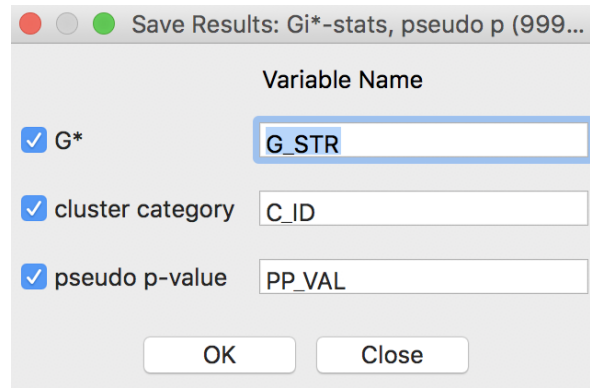 Save Results: Gi*-stats, pseudo p (999...
Variable Name
G* G_STR
cluster category C_ID
pseudo p-value PP_VAL
OK Close